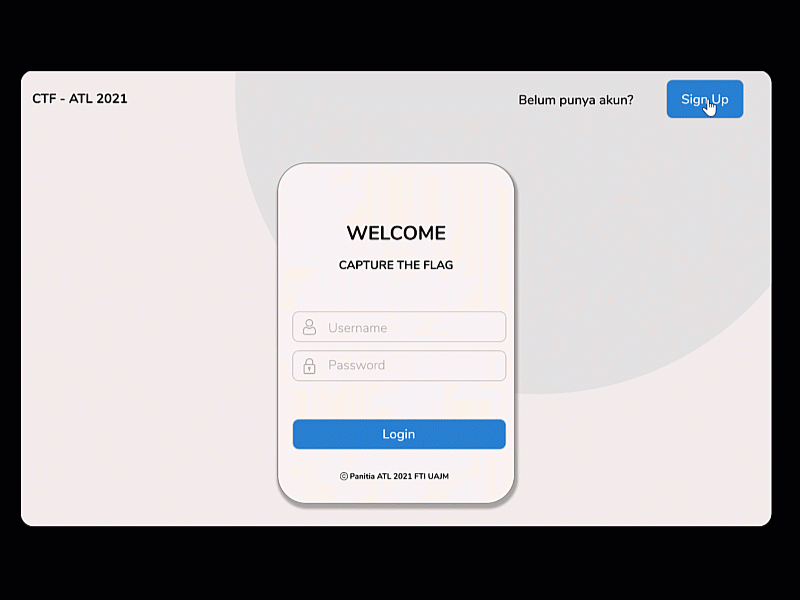 CTF - ATL 2021
Belum punya akun?
Sign Up
WELCOME
CAPTURE THE FLAG
Username
Password
Login
© Panitia ATL 2021 FTI UAJM